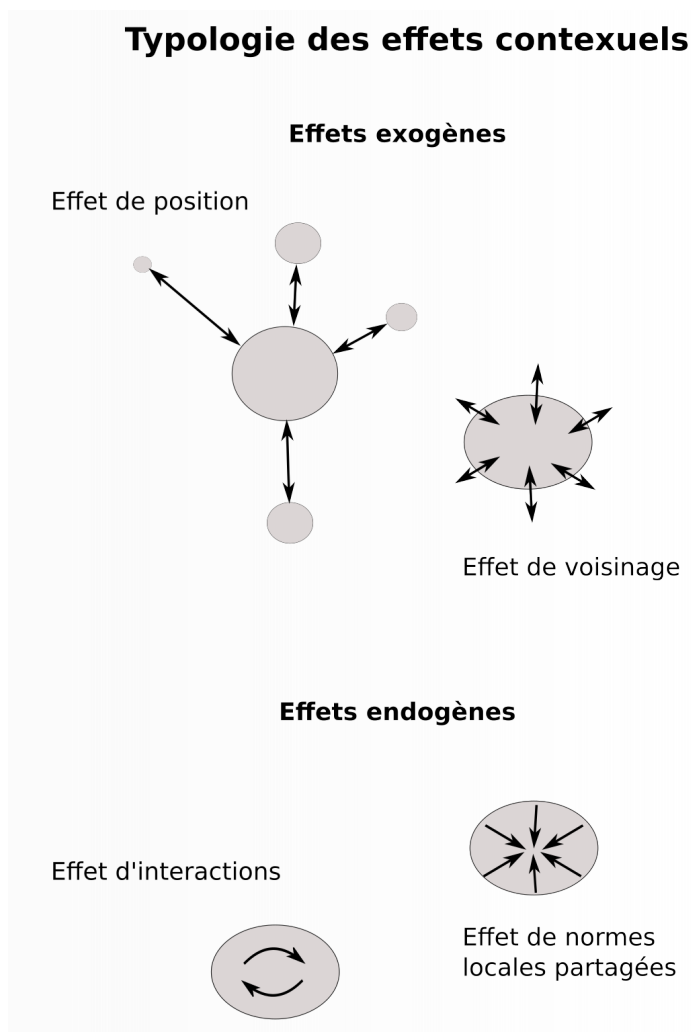 Typologie des effets contexuels
Effets exogènes
Effet de position
Effet de voisinage
Effets endogènes
Effet d'interactions
Effet de normes
locales partagées